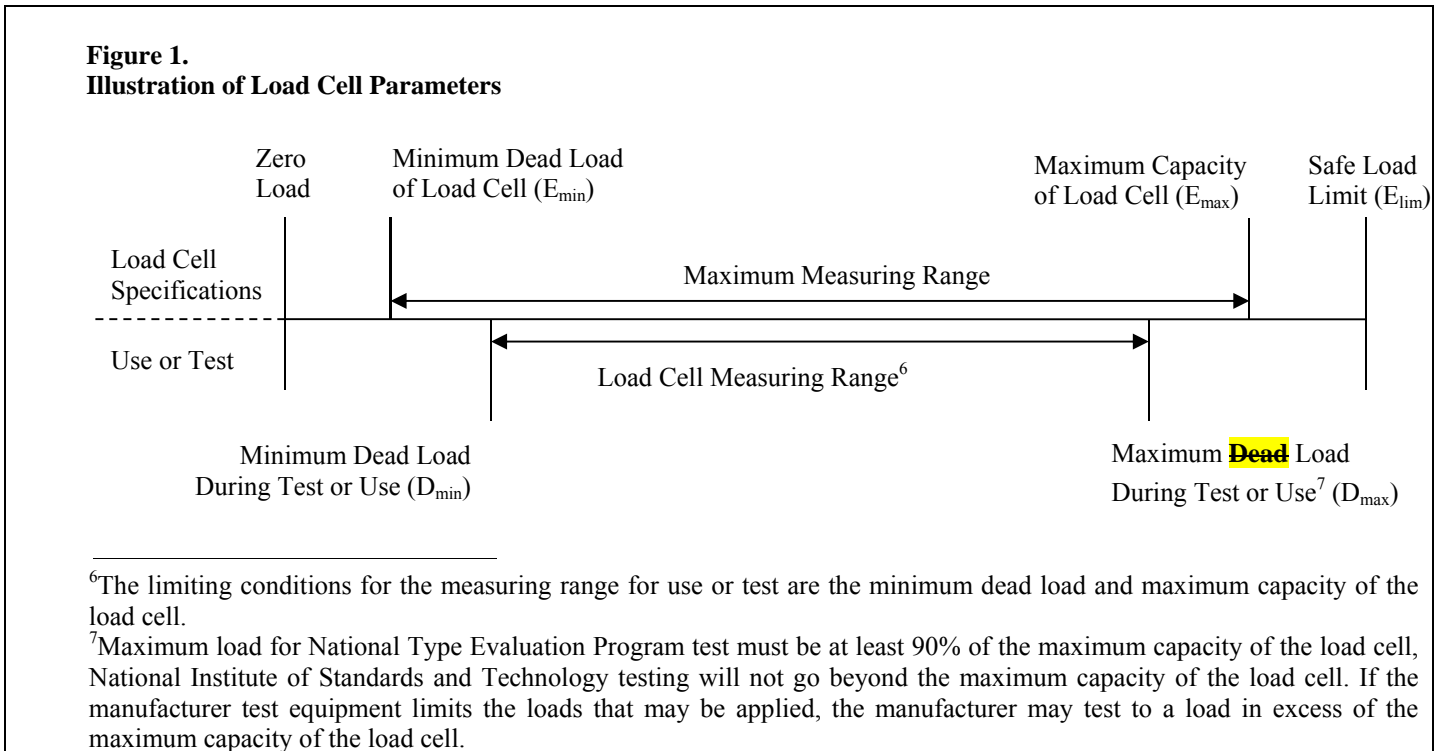 Figure 1.
Illustration of Load Cell Parameters
Zero
Load
Minimum Dead Load
of Load Cell (Emin)
Maximum Capacity
of Load Cell (Emax)
Safe Load
Limit (Elim)
Load Cell
Specifications
Maximum Measuring Range
Use or Test
Load Cell Measuring Range6
Minimum Dead Load
During Test or Use (Dmin)
Maximum Dead Load
During Test or Use7 (Dmax)
6The limiting conditions for the measuring range for use or test are the minimum dead load and maximum capacity of the
load cell.
7Maximum load for National Type Evaluation Program test must be at least 90% of the maximum capacity of the load cell,
National Institute of Standards and Technology testing will not go beyond the maximum capacity of the load cell. If the
manufacturer test equipment limits the loads that may be applied, the manufacturer may test to a load in excess of the
maximum capacity of the load cell.